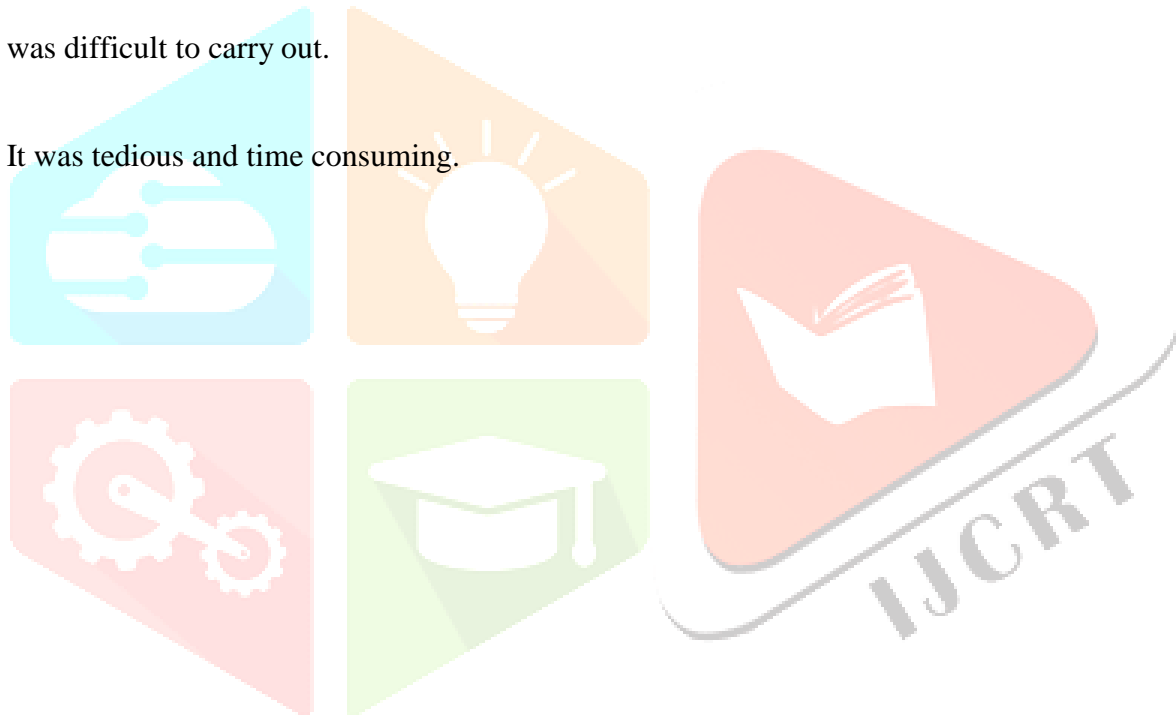 was difficult to carry out.
It was tedious and time consuming.
IJCRT